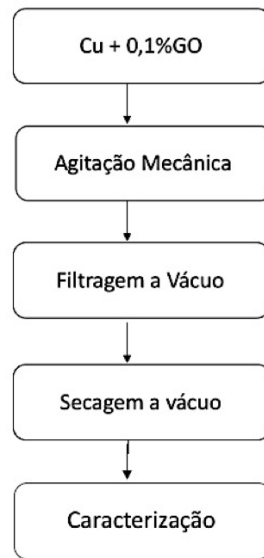 Cu + 0,1%GO
Agitação Mecânica
Filtragem a Vácuo
Secagem a vácuo
Caracterização